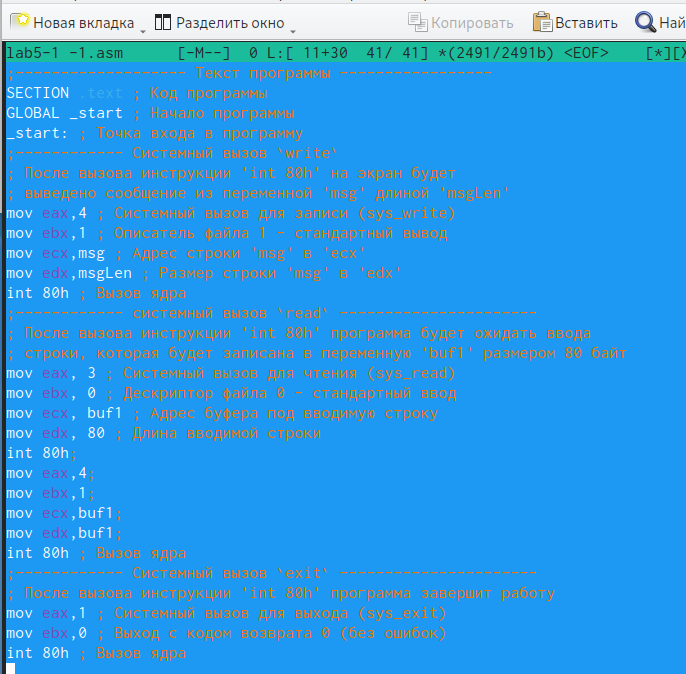 Новая вкладка Разделить окно Копировать Вставить Най
lab5-1 -1.asm [-M--] 0 L:[ 11+30 41/ 41] *(2491/2491b) <EOF> [*][X
;------------------- Текст программы -----------------
SECTION .text ; Код программы
GLOBAL _start ; Начало программы
_start: ; Точка входа в программу
;------------ Системный вызов `write`
; После вызова инструкции 'int 80h' на экран будет
; выведено сообщение из переменной 'msg' длиной 'msgLen'
mov eax,4 ; Системный вызов для записи (sys_write)
mov ebx,1 ; Описатель файла 1 - стандартный вывод
mov ecx,msg ; Адрес строки 'msg' в 'ecx'
mov edx,msgLen ; Размер строки 'msg' в 'edx'
int 80h ; Вызов ядра
;------------ системный вызов `read` ----------------------
; После вызова инструкции 'int 80h' программа будет ожидать ввода
; строки, которая будет записана в переменную 'buf1' размером 80 байт
mov eax, 3 ; Системный вызов для чтения (sys_read)
mov ebx, 0 ; Дескриптор файла 0 - стандартный ввод
mov ecx, buf1 ; Адрес буфера под вводимую строку
mov edx, 80 ; Длина вводимой строки
int 80h;
mov eax,4;
mov ebx,1;
mov ecx,buf1;
mov edx,buf1;
int 80h ; Вызов ядра
;------------ Системный вызов `exit` ----------------------
; После вызова инструкции 'int 80h' программа завершит работу
mov eax,1 ; Системный вызов для выхода (sys_exit)
mov ebx,0 ; Выход с кодом возврата 0 (без ошибок)
int 80h ; Вызов ядра